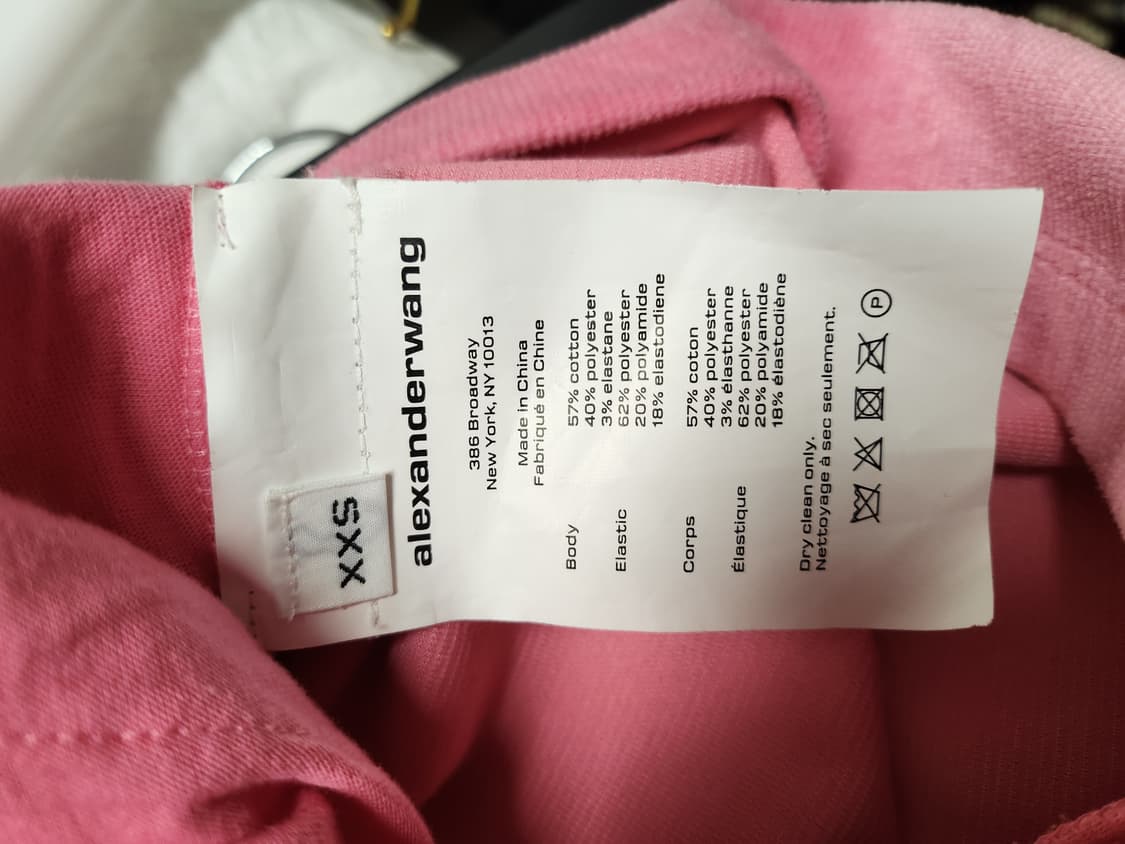 XXS
alexanderwang
386 Broadway
New York, NY 10013
Made in China
Fabriqué en Chine
Body 57% cotton
40% polyester
3% elastane
Elastic 62% polyester
20% polyamide
18% elastodiene
Corps 57% coton
40% polyester
3% élasthanne
Élastique 62% polyester
20% polyamide
18% élastodiène
Dry clean only.
Nettoyage à sec seulement.
P